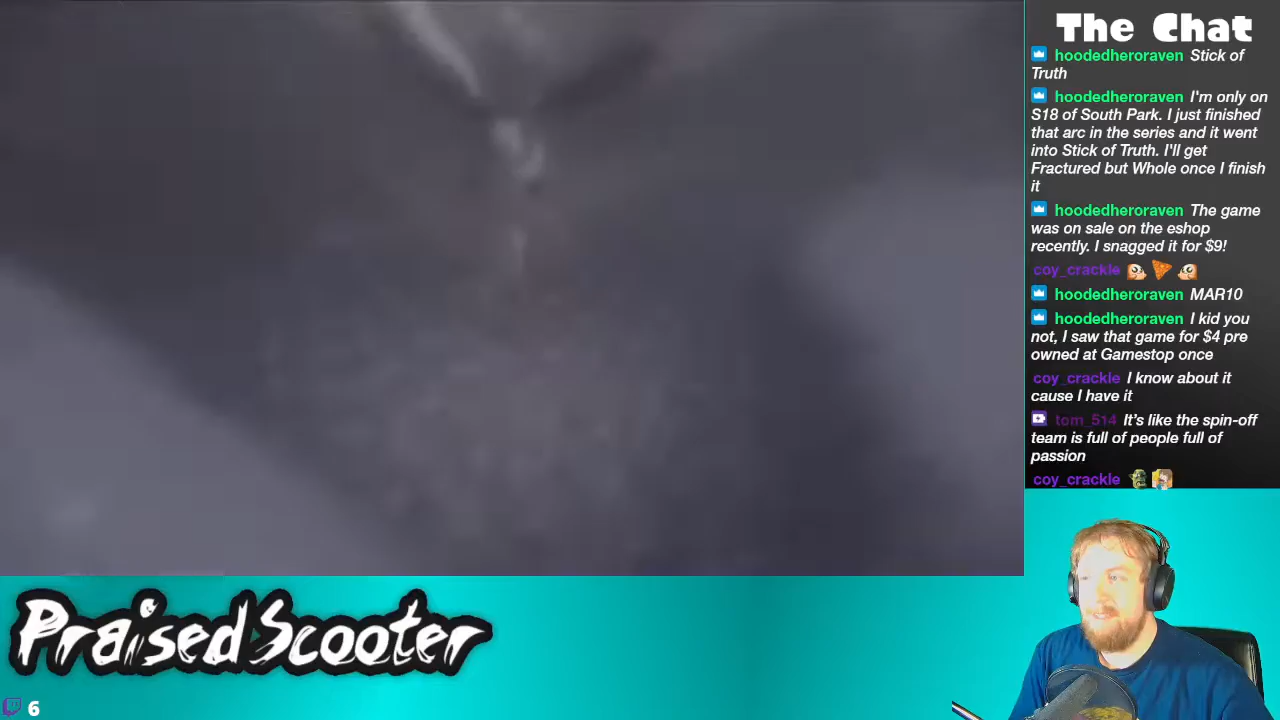 The Chat
hoodedheroraven Stick of
Truth
hoodedheroraven I'm only on
S18 of South Park. I just finished
that arc in the series and it went
into Stick of Truth. I'll get
Fractured but Whole once I finish
it
hoodedheroraven The game
was on sale on the eshop
recently. I snagged it for $9!
coy_crackle
hoodedheroraven MAR10
hoodedheroraven I kid you
not, I saw that game for $4 pre
owned at Gamestop once
coy_crackle I know about it
cause I have it
tom_514 It’s like the spin-off
team is full of people full of
passion
coy_crackle
PraisedScooter
6